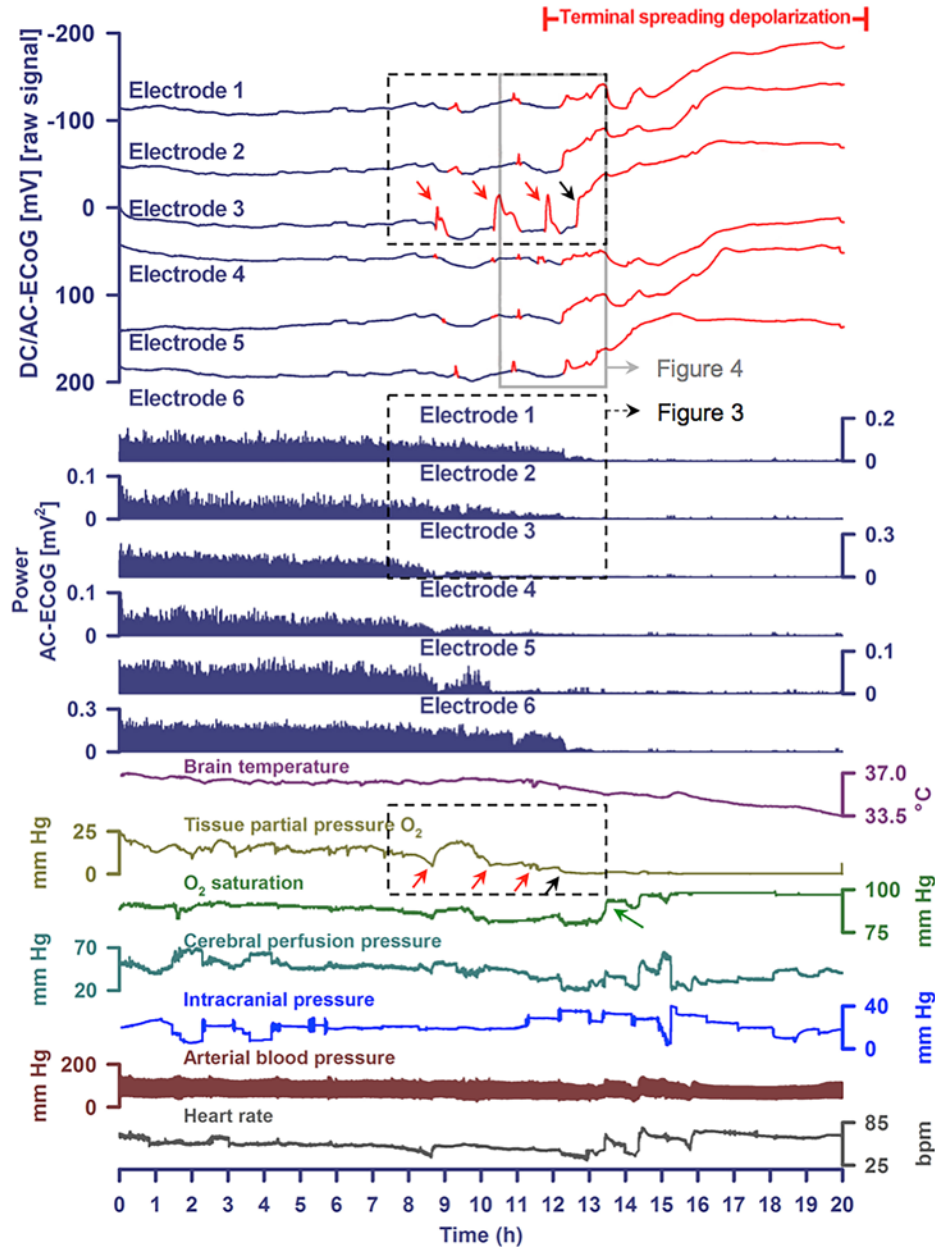 Terminal spreading depolarization
DC/AC-ECoG [mV] [raw signal]
-200
-100
0
100
200
Electrode 1
Electrode 2
Electrode 3
Electrode 4
Electrode 5
Electrode 6
Figure 4
Figure 3
Power
AC-ECoG [mV²]
Electrode 1
0.2
0
0.1
0
Electrode 2
Electrode 3
0.3
0
0.1
0
Electrode 4
Electrode 5
0.1
0
0.3
0
Electrode 6
Brain temperature
37.0
33.5
°C
mm Hg
25
0
Tissue partial pressure O₂
O₂ saturation
100
75
mm Hg
mm Hg
70
20
Cerebral perfusion pressure
Intracranial pressure
40
0
mm Hg
mm Hg
200
0
Arterial blood pressure
Heart rate
85
25
bpm
0 1 2 3 4 5 6 7 8 9 10 11 12 13 14 15 16 17 18 19 20
Time (h)